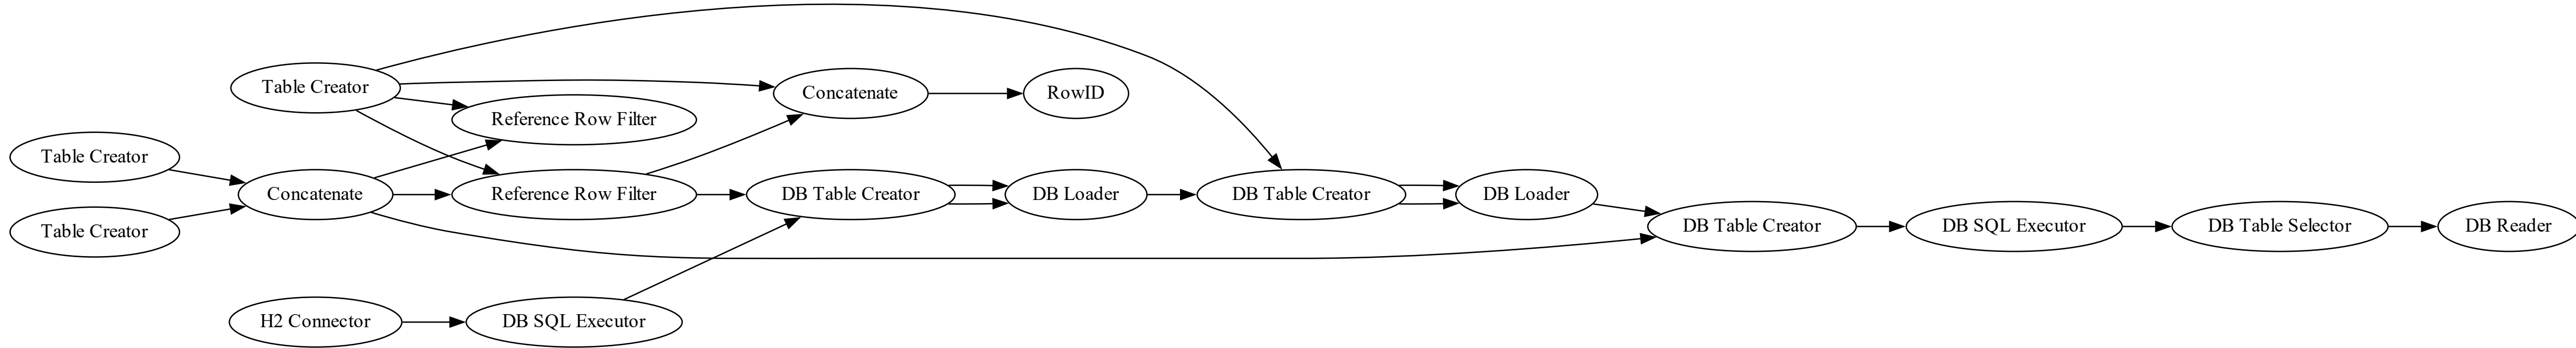 Table Creator
Concatenate
RowID
Reference Row Filter
Table Creator
Table Creator
Concatenate
Reference Row Filter
DB Table Creator
DB Loader
DB Table Creator
DB Loader
DB Table Creator
DB SQL Executor
DB Table Selector
DB Reader
H2 Connector
DB SQL Executor